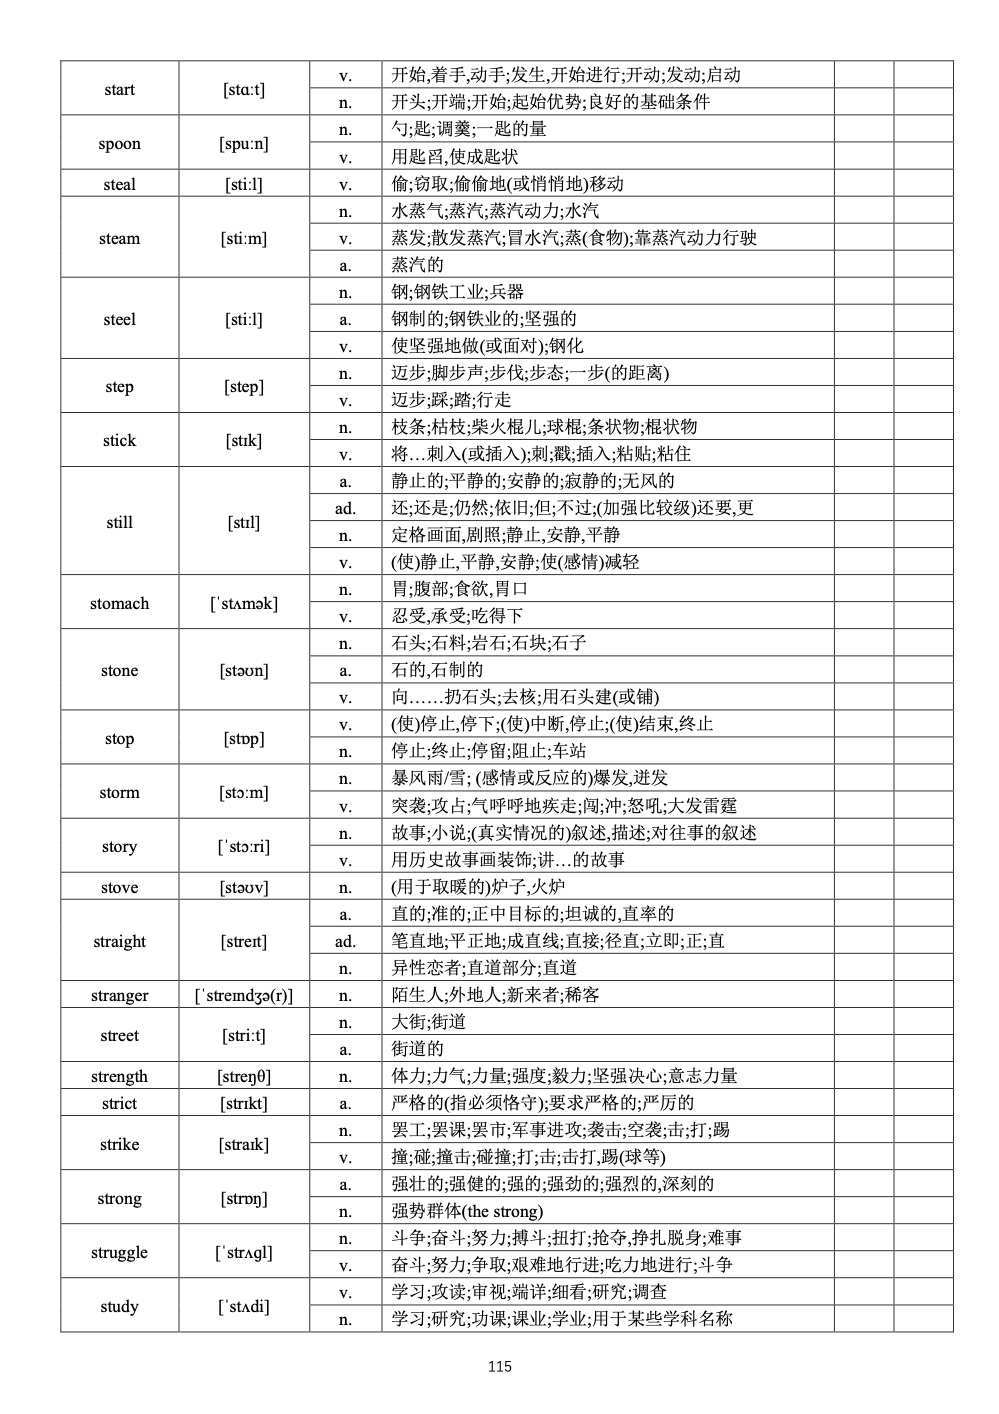 start [stɑːt] v. 开始,着手,动手;发生,开始进行;开动;发动;启动
n. 开头;开端;开始;起始优势;良好的基础条件
spoon [spuːn] n. 勺;匙;调羹;一匙的量
v. 用匙舀,使成匙状
steal [stiːl] v. 偷;窃取;偷偷地(或悄悄地)移动
steam [stiːm] n. 水蒸气;蒸汽;蒸汽动力;水汽
v. 蒸发;散发蒸汽;冒水汽;蒸(食物);靠蒸汽动力行驶
a. 蒸汽的
steel [stiːl] n. 钢;钢铁工业;兵器
a. 钢制的;钢铁业的;坚强的
v. 使坚强地做(或面对);钢化
step [step] n. 迈步;脚步声;步伐;步态;一步(的距离)
v. 迈步;踩;踏;行走
stick [stɪk] n. 枝条;枯枝;柴火棍儿;球棍;条状物;棍状物
v. 将…刺入(或插入);刺;戳;插入;粘贴;粘住
still [stɪl] a. 静止的;平静的;安静的;寂静的;无风的
ad. 还;还是;仍然;依旧;但;不过;(加强比较级)还要,更
n. 定格画面,剧照;静止,安静,平静
v. (使)静止,平静,安静;使(感情)减轻
stomach [ˈstʌmək] n. 胃;腹部;食欲,胃口
v. 忍受,承受;吃得下
stone [stəʊn] n. 石头;石料;岩石;石块;石子
a. 石的,石制的
v. 向……扔石头;去核;用石头建(或铺)
stop [stɒp] v. (使)停止,停下;(使)中断,停止;(使)结束,终止
n. 停止;终止;停留;阻止;车站
storm [stɔːm] n. 暴风雨/雪; (感情或反应的)爆发,迸发
v. 突袭;攻占;气呼呼地疾走;闯;冲;怒吼;大发雷霆
story [ˈstɔːri] n. 故事;小说;(真实情况的)叙述,描述;对往事的叙述
v. 用历史故事画装饰;讲…的故事
stove [stəʊv] n. (用于取暖的)炉子,火炉
straight [streɪt] a. 直的;准的;正中目标的;坦诚的,直率的
ad. 笔直地;平正地;成直线;直接;径直;立即;正;直
n. 异性恋者;直道部分;直道
stranger [ˈstreɪndʒə(r)] n. 陌生人;外地人;新来者;稀客
street [striːt] n. 大街;街道
a. 街道的
strength [streŋθ] n. 体力;力气;力量;强度;毅力;坚强决心;意志力量
strict [strɪkt] a. 严格的(指必须恪守);要求严格的;严厉的
strike [straɪk] n. 罢工;罢课;罢市;军事进攻;袭击;空袭;击;打;踢
v. 撞;碰;撞击;碰撞;打;击;击打,踢(球等)
strong [strɒŋ] a. 强壮的;强健的;强的;强劲的;强烈的,深刻的
n. 强势群体(the strong)
struggle [ˈstrʌɡl] n. 斗争;奋斗;努力;搏斗;扭打;抢夺,挣扎脱身;难事
v. 奋斗;努力;争取;艰难地行进;吃力地进行;斗争
study [ˈstʌdi] v. 学习;攻读;审视;端详;细看;研究;调查
n. 学习;研究;功课;课业;学业;用于某些学科名称
115